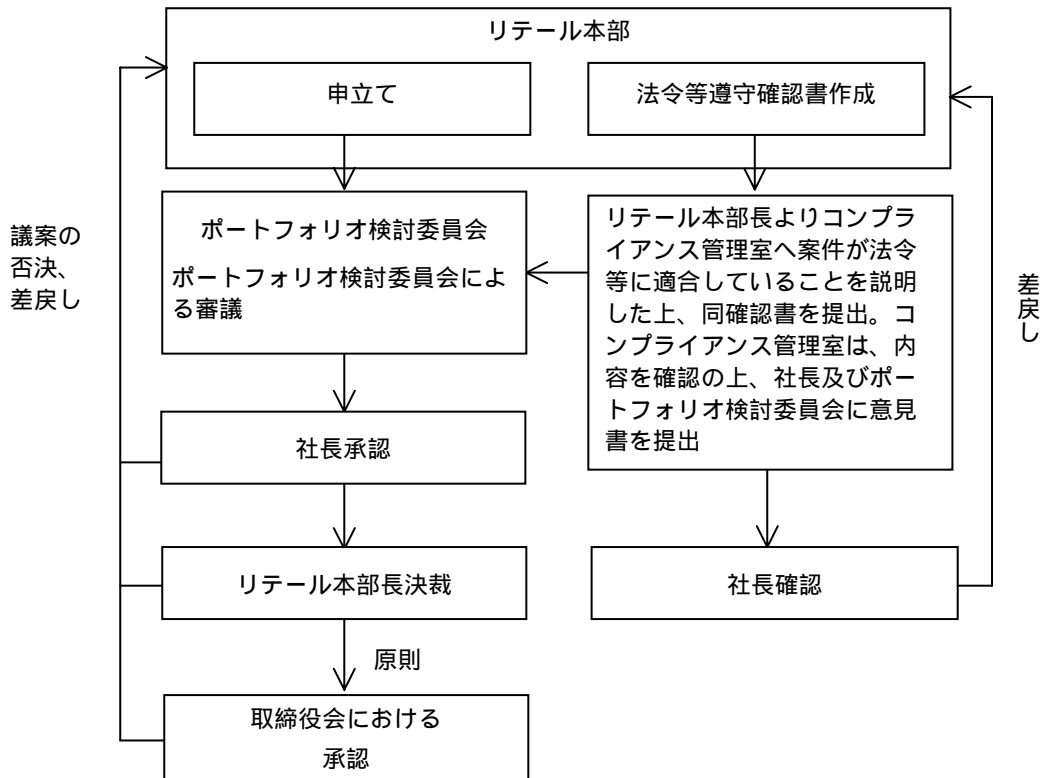 リテール本部
申立て
法令等遵守確認書作成
議案の
否決、
差戻し
ポートフォリオ検討委員会
ポートフォリオ検討委員会によ
る審議
リテール本部長よりコンプラ
イアンス管理室へ案件が法令
等に適合していることを説明
した上、同確認書を提出。コ
ンプライアンス管理室は、内
容を確認の上、社長及びポー
トフォリオ検討委員会に意見
書を提出
差戻し
社長承認
リテール本部長決裁
社長確認
原則
取締役会における
承認